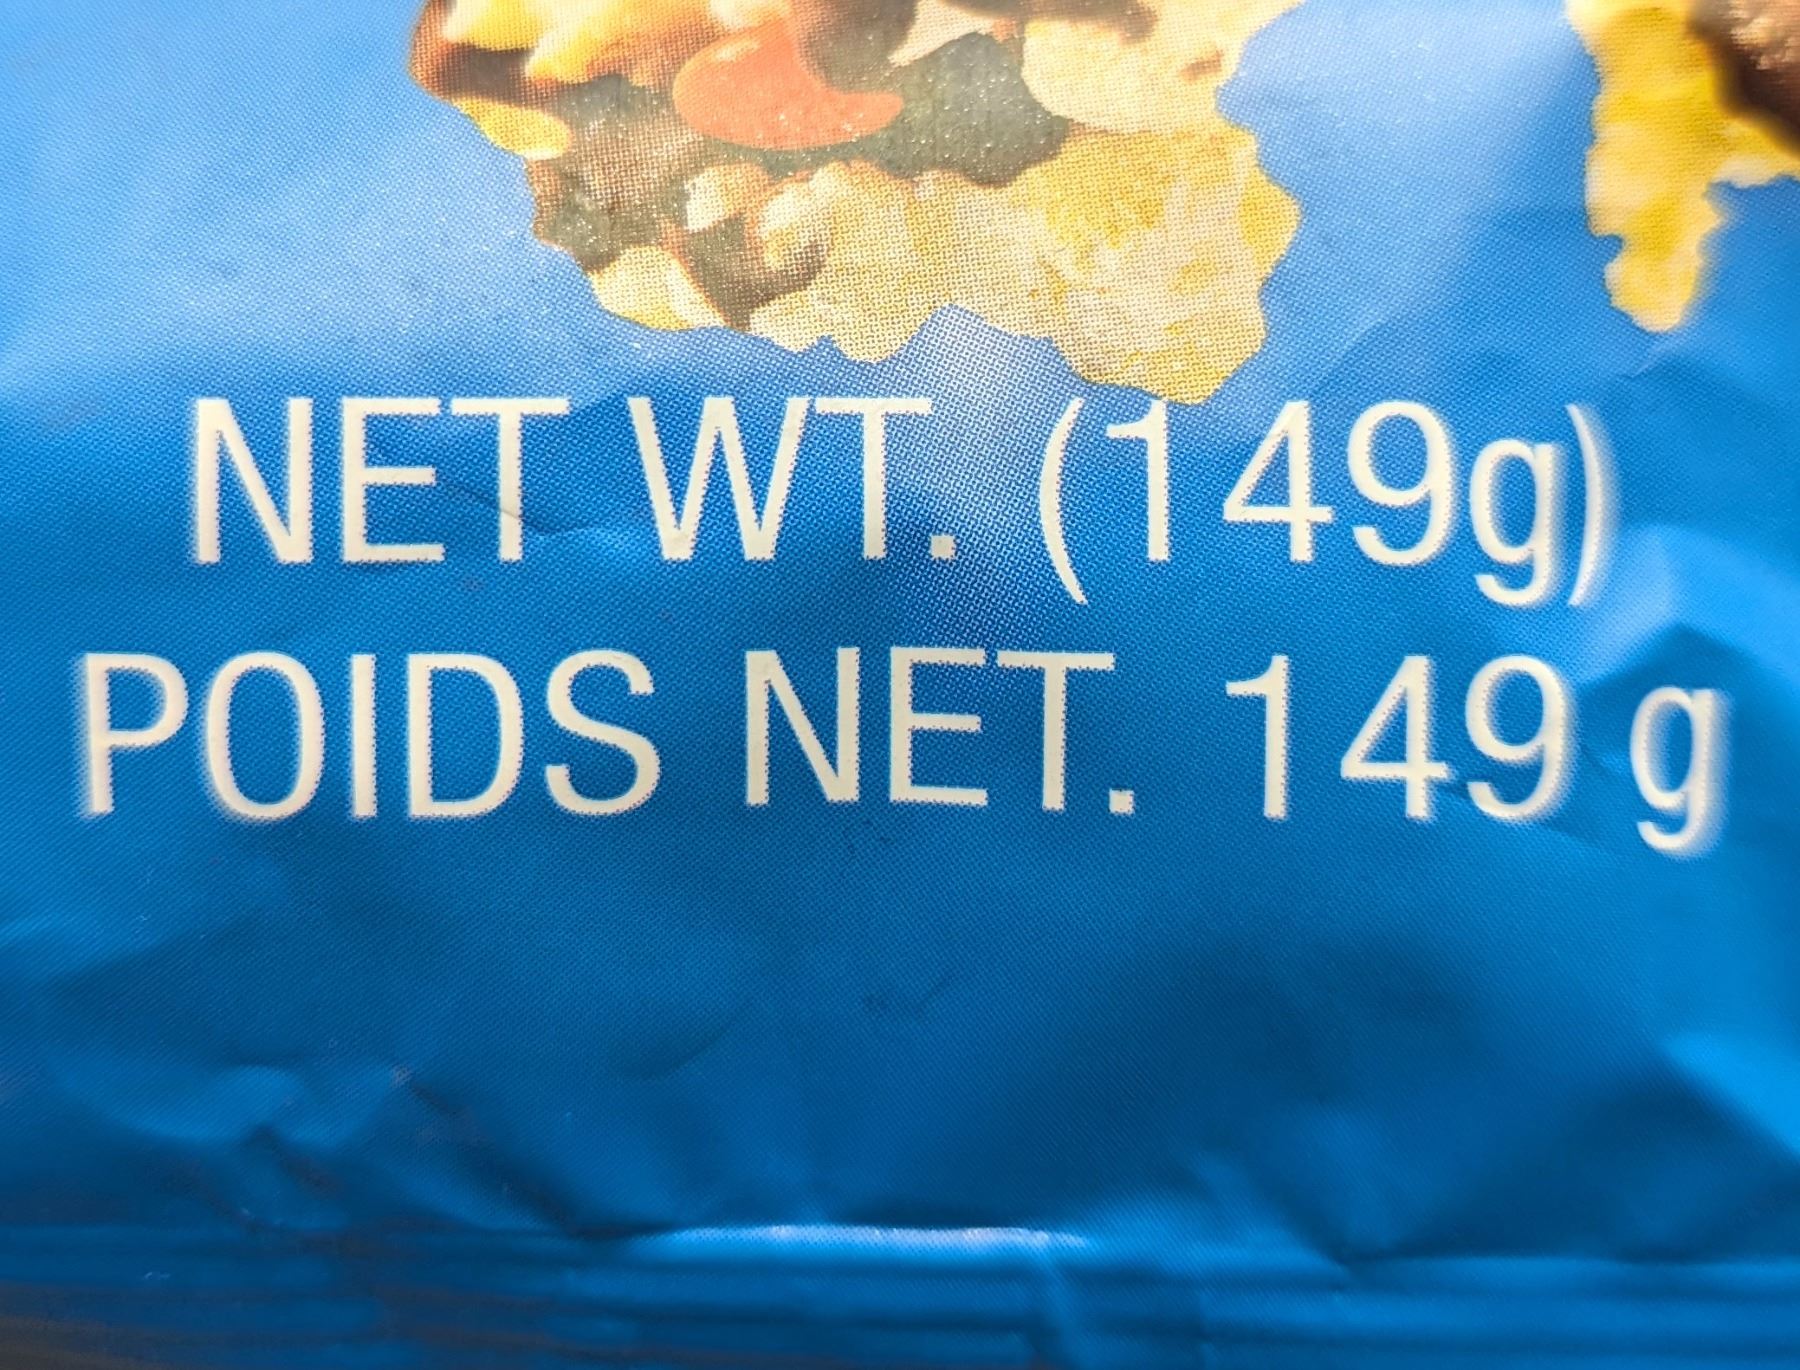 NET WT. (149g)
POIDS NET. 149 g